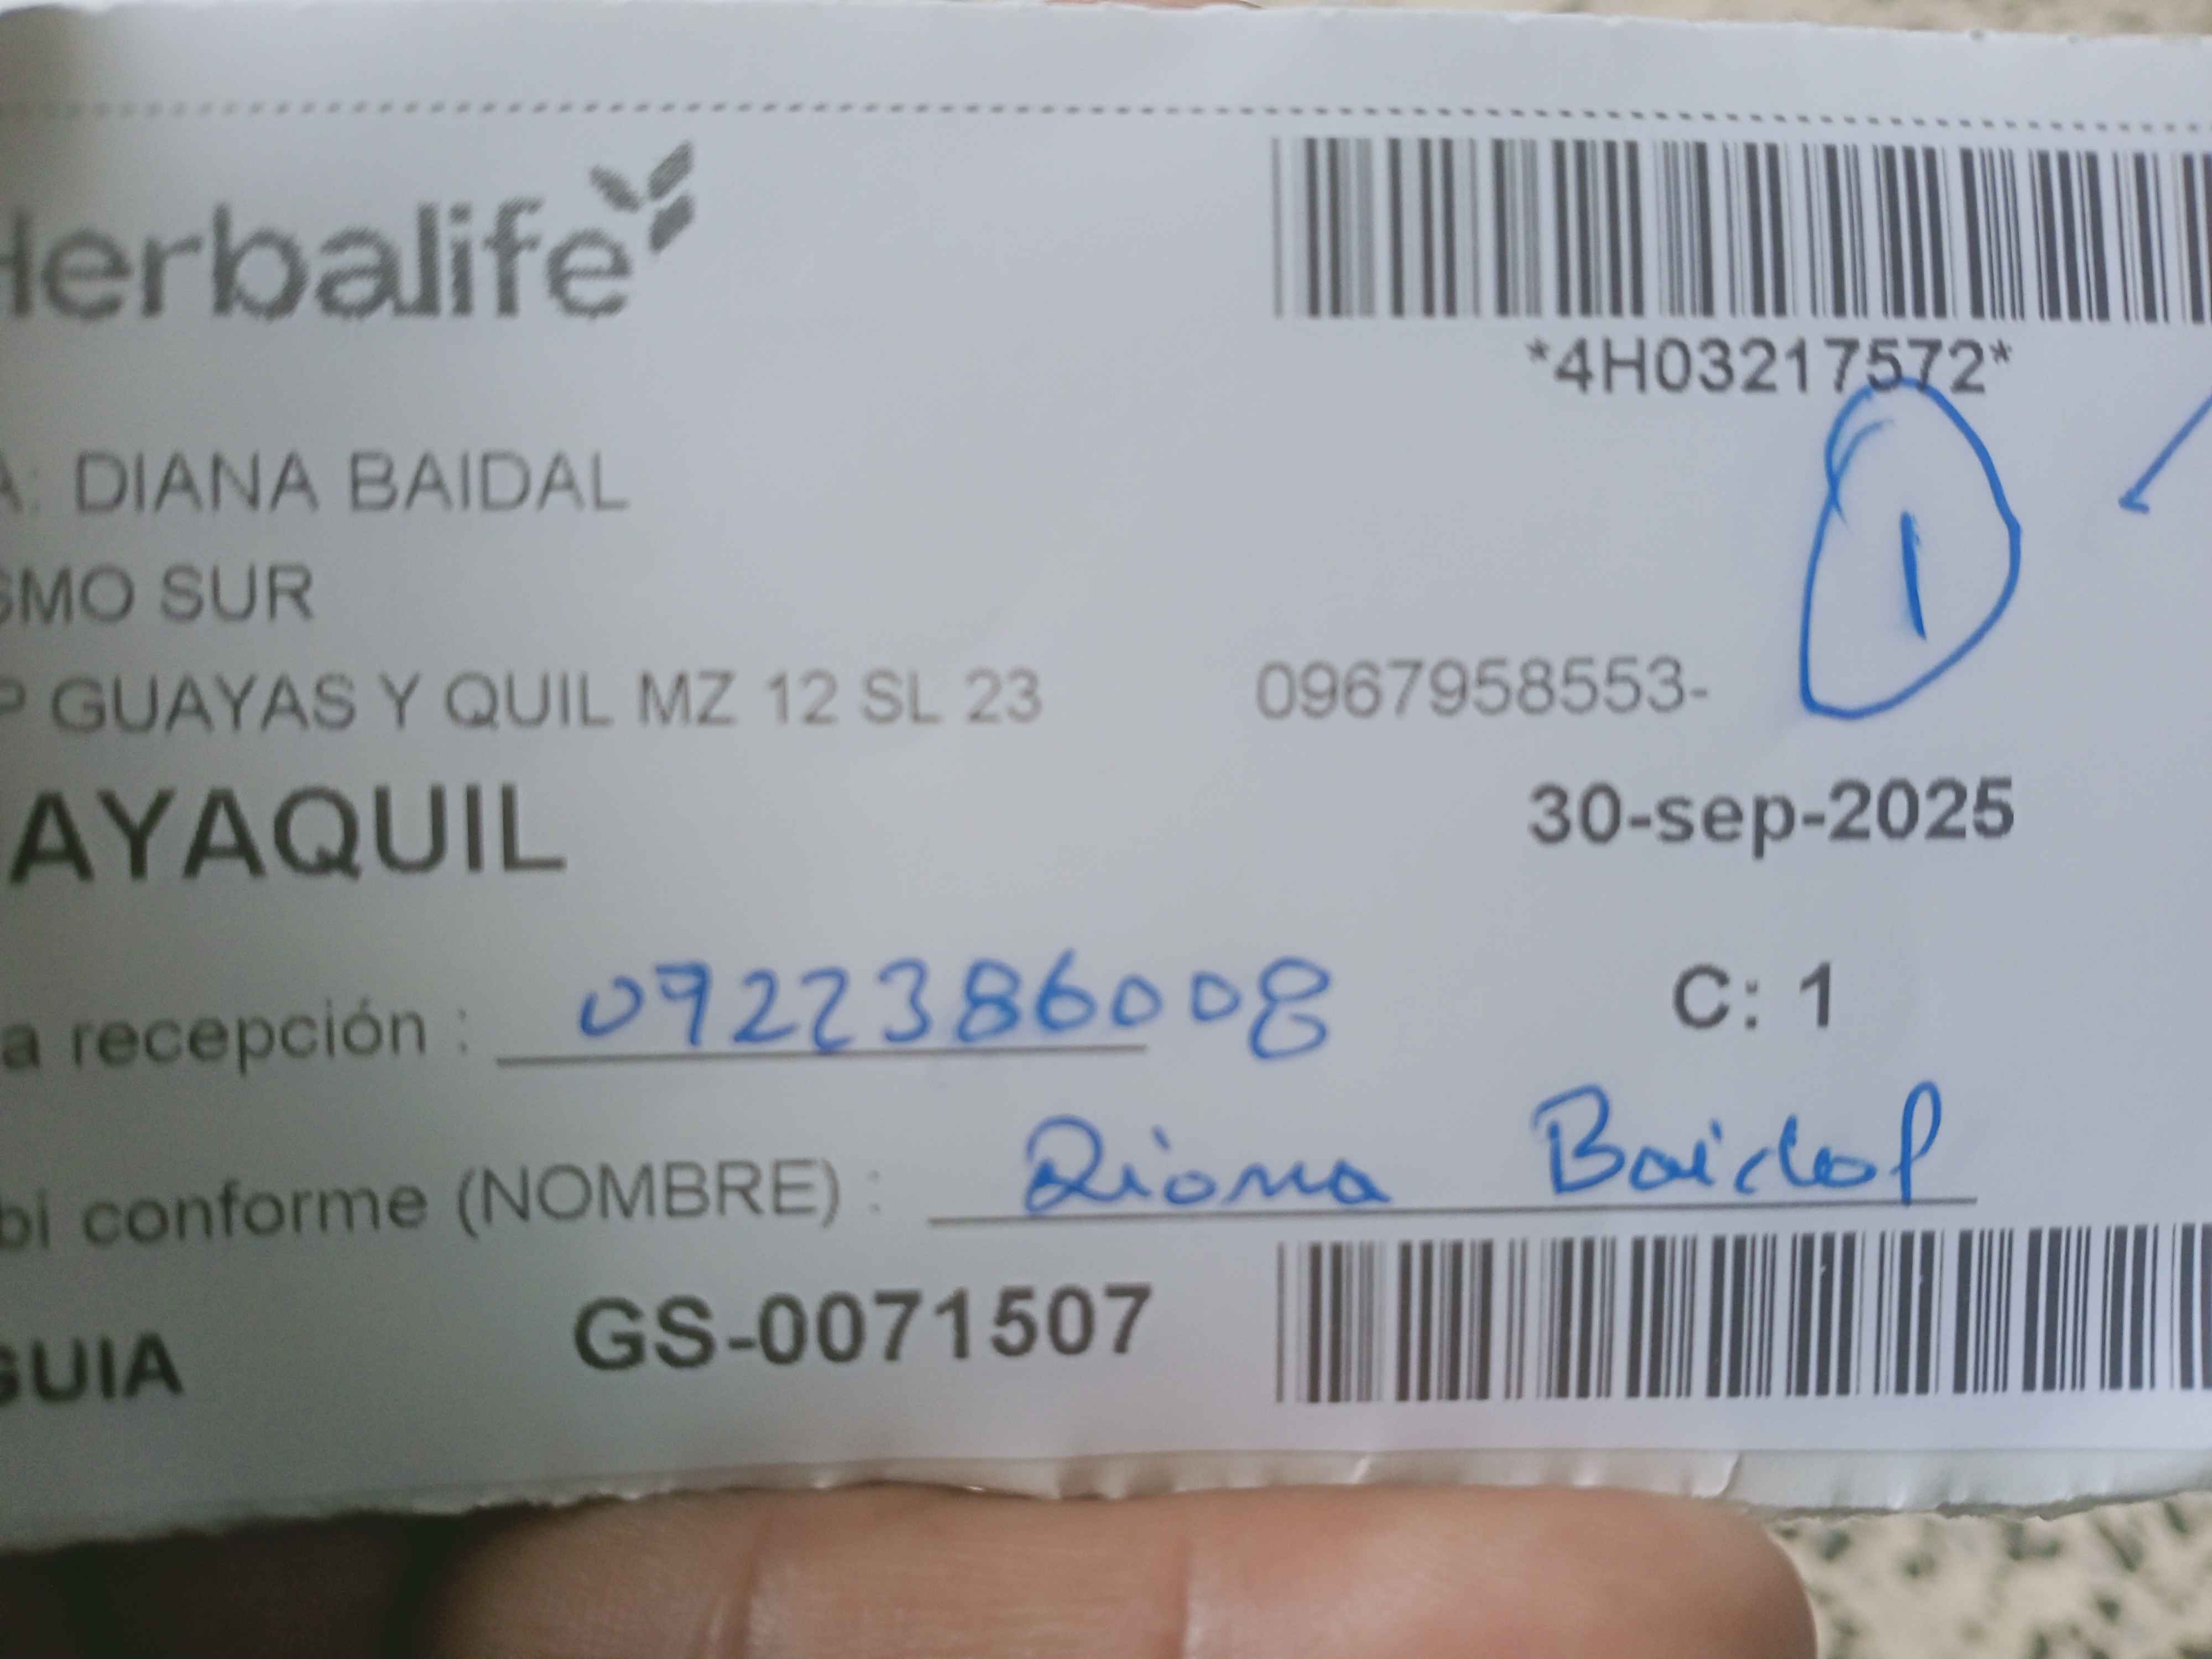 Herbalife
*4H03217572*
A: DIANA BAIDAL
1
SMO SUR
P GUAYAS Y QUIL MZ 12 SL 23 0967958553-
AYAQUIL 30-sep-2025
a recepción : 0922386008 C: 1
bi conforme (NOMBRE) : Diana Baidal
GUIA GS-0071507